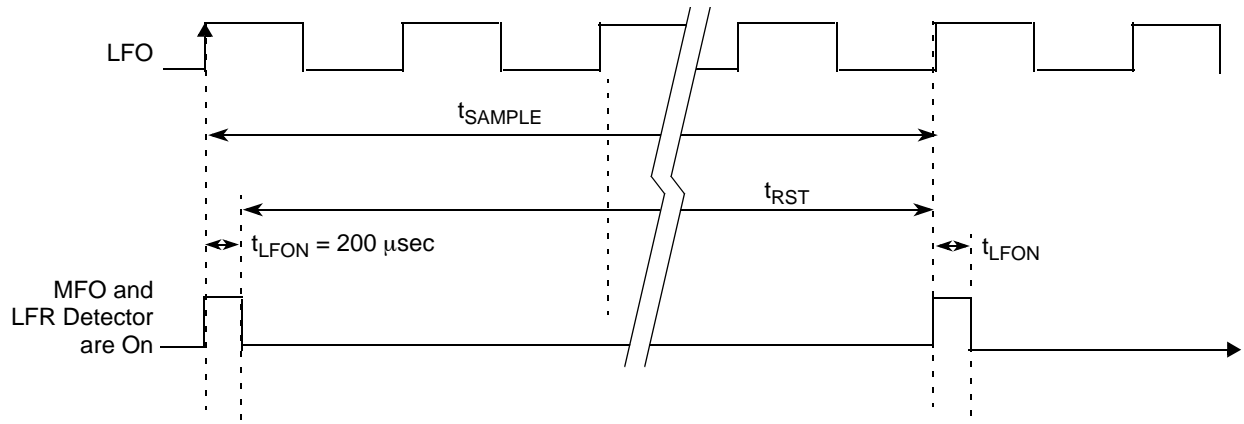 LFO
tSAMPLE
tRST
tLFON = 200 μsec
tLFON
MFO and
LFR Detector
are On